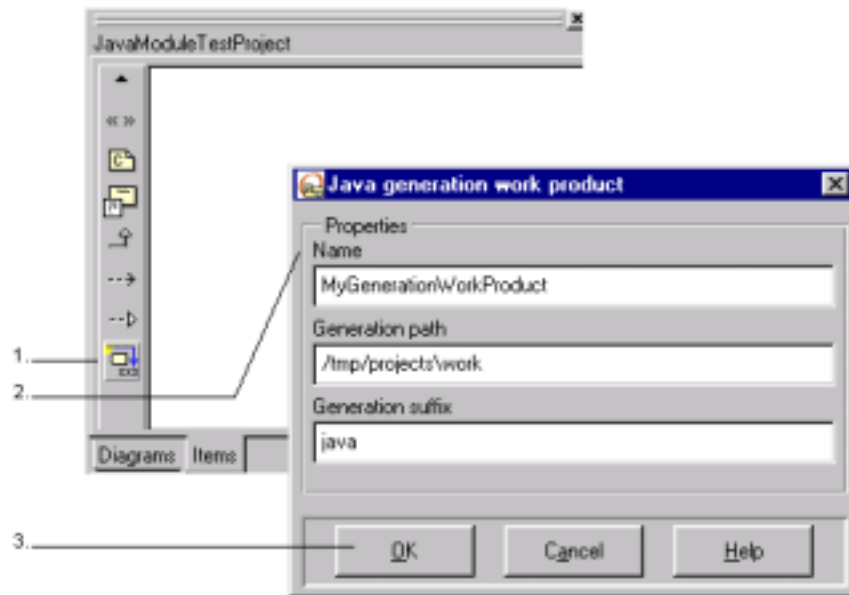 JavaModuleTestProject
Java generation work product
Properties
Name
MyGenerationWorkProduct
Generation path
/tmp/projects\work
Generation suffix
java
1.
2.
Diagrams Items
3.
OK Cancel Help